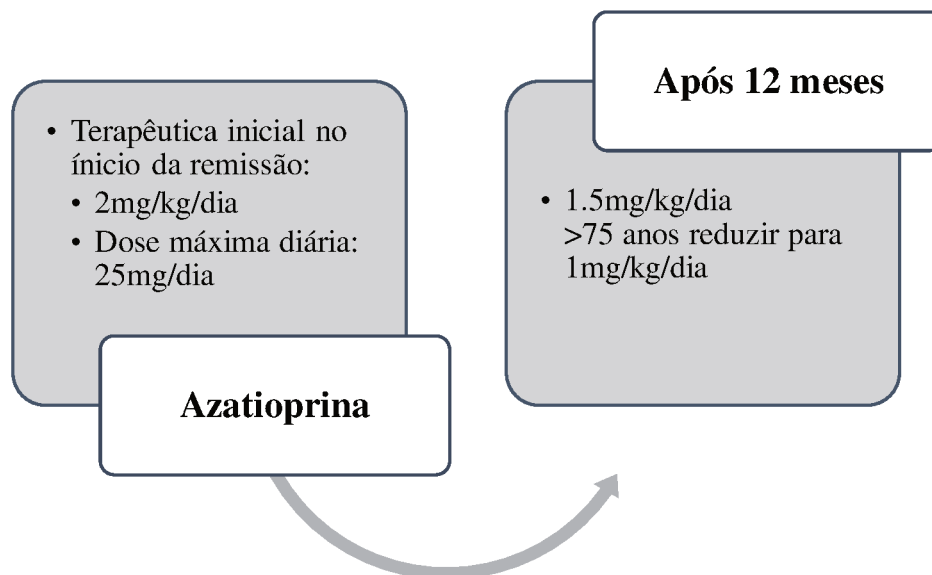 • Terapêutica inicial no
ínicio da remissão:
• 2mg/kg/dia
• Dose máxima diária:
25mg/dia
Azatioprina
Após 12 meses
• 1.5mg/kg/dia
>75 anos reduzir para
1mg/kg/dia